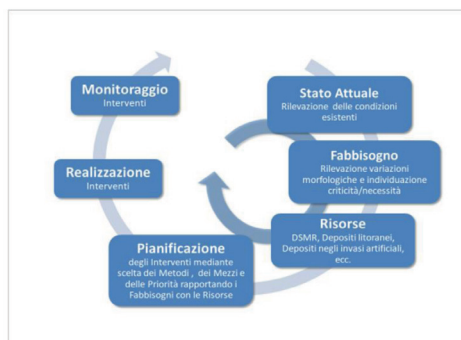 Monitoraggio
Interventi
Stato Attuale
Rilevazione delle condizioni
esistenti
Fabbisogno
Rilevazione variazioni
morfologiche e individuazione
criticità/necessità
Realizzazione
Interventi
Risorse
DSMR, Depositi litoranei,
Depositi negli invasi artificiali,
ecc.
Pianificazione
degli Interventi mediante
scelta dei Metodi , dei Mezzi e
delle Priorità rapportando i
Fabbisogni con le Risorse